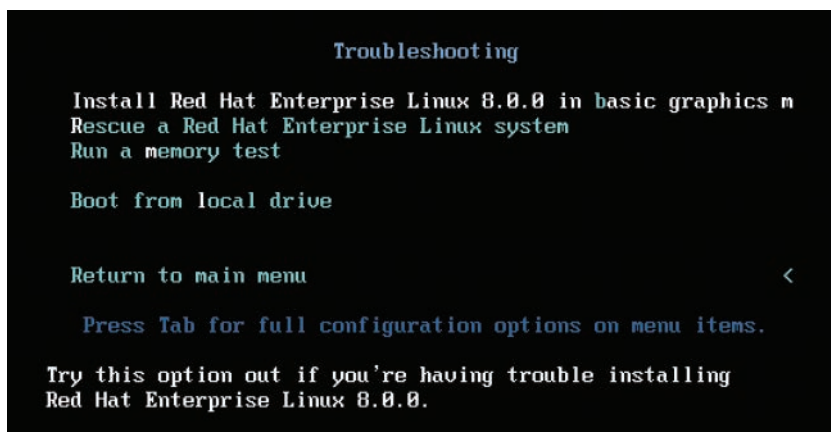 Troubleshooting
Install Red Hat Enterprise Linux 8.0.0 in basic graphics m
Rescue a Red Hat Enterprise Linux system
Run a memory test
Boot from local drive
Return to main menu <
Press Tab for full configuration options on menu items.
Try this option out if you're having trouble installing
Red Hat Enterprise Linux 8.0.0.